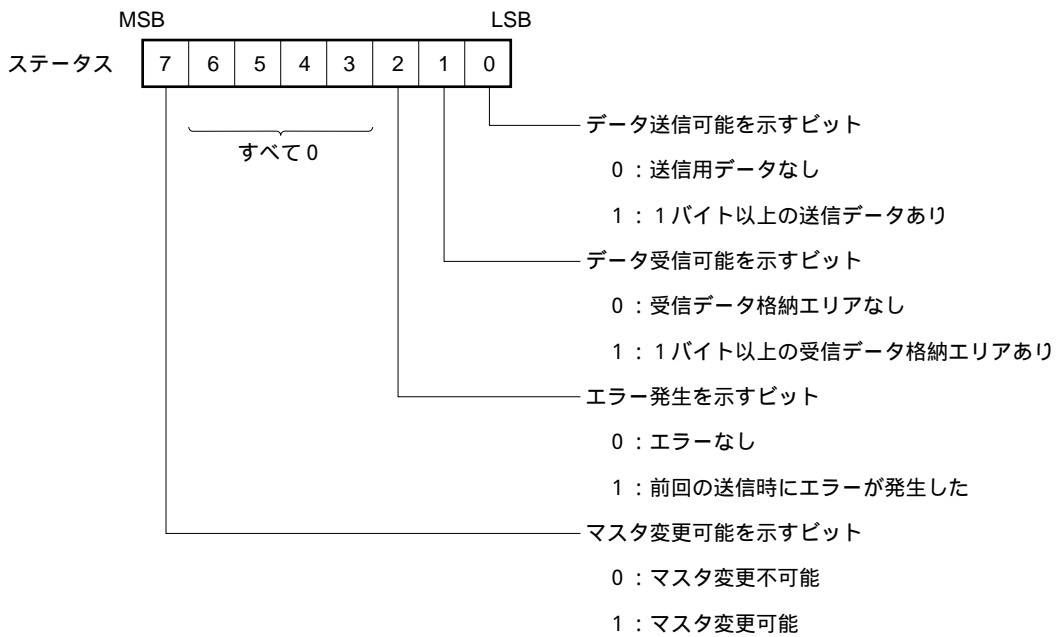 MSB LSB
ステータス 7 6 5 4 3 2 1 0
データ送信可能を示すビット
すべて0
0：送信用データなし
1：1バイト以上の送信データあり
データ受信可能を示すビット
0：受信データ格納エリアなし
1：1バイト以上の受信データ格納エリアあり
エラー発生を示すビット
0：エラーなし
1：前回の送信時にエラーが発生した
マスタ変更可能を示すビット
0：マスタ変更不可能
1：マスタ変更可能